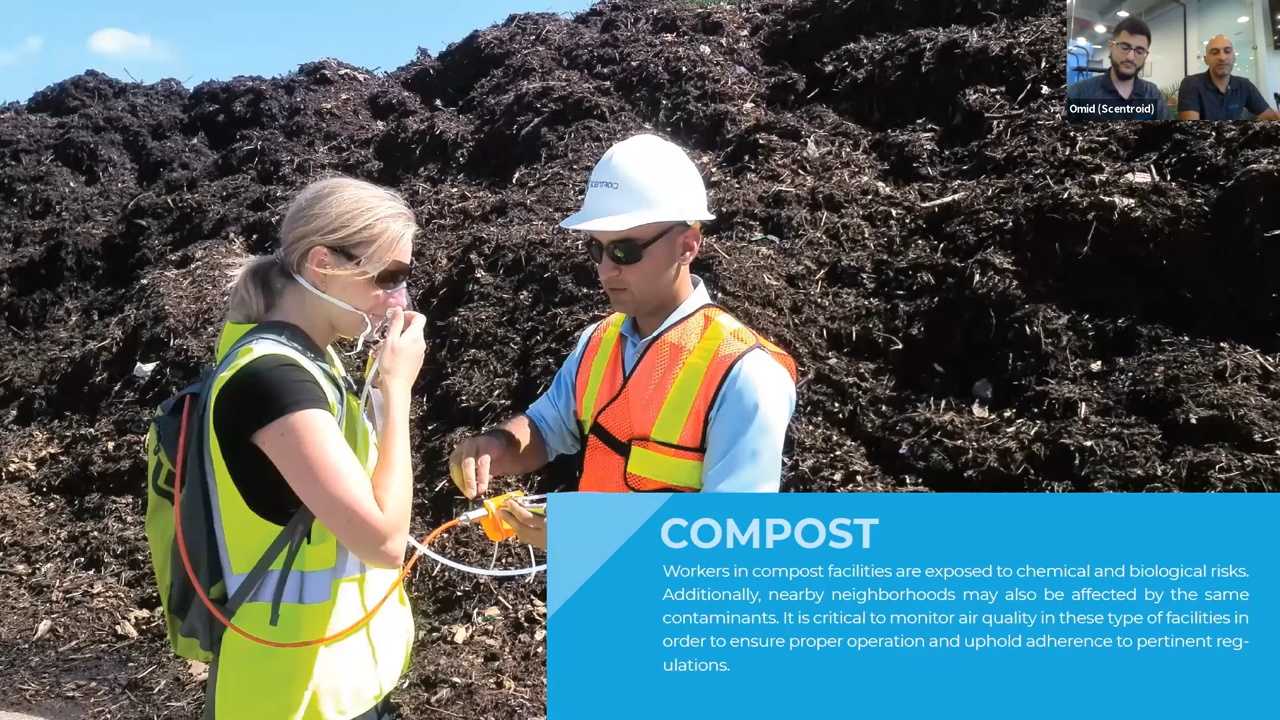 Omid (Scentroid)
SCENTROID
COMPOST
Workers in compost facilities are exposed to chemical and biological risks.
Additionally, nearby neighborhoods may also be affected by the same
contaminants. It is critical to monitor air quality in these type of facilities in
order to ensure proper operation and uphold adherence to pertinent reg-
ulations.